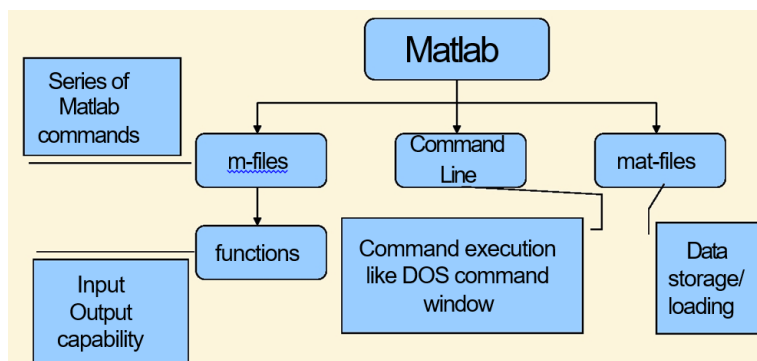 Matlab
Series of
Matlab
commands
m-files
Command
Line
mat-files
functions
Input
Output
capability
Command execution
like DOS command
window
Data
storage/
loading